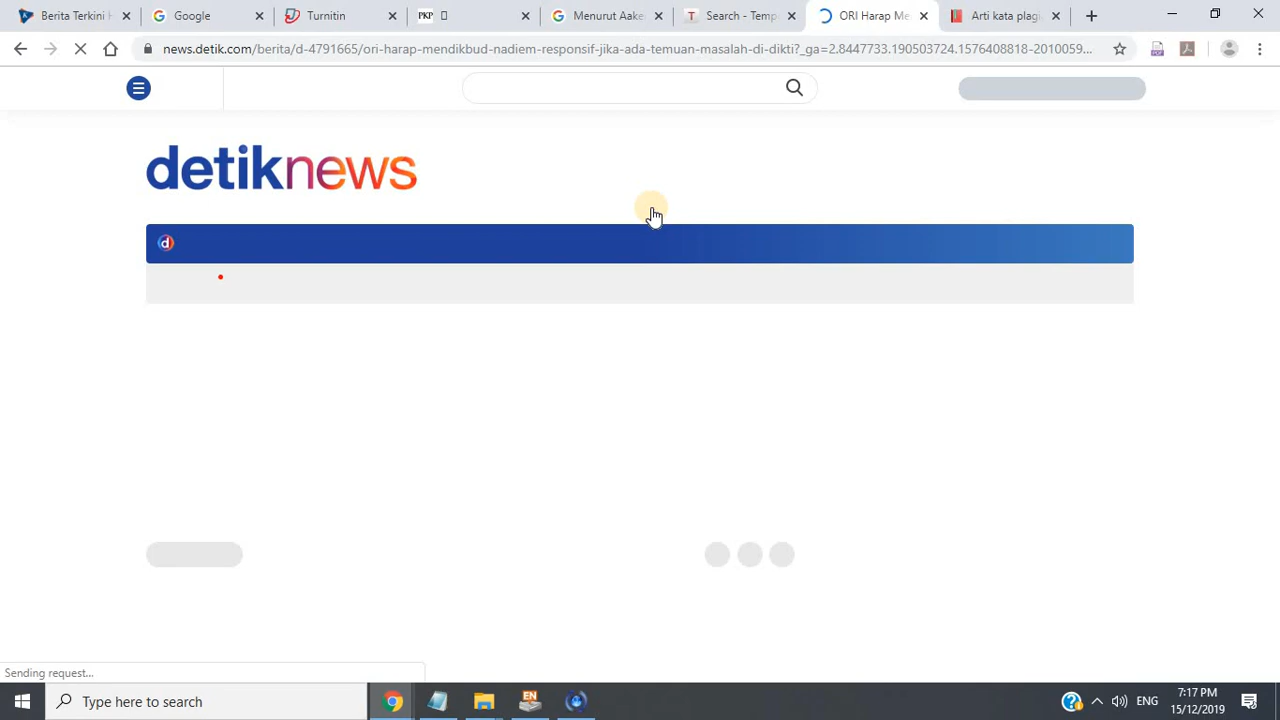 Berita Terkini H
Google
Turnitin
PKP
Menurut Aake
Search - Temp
ORI Harap Me
Arti kata plagi
news.detik.com/berita/d-4791665/ori-harap-mendikbud-nadiem-responsif-jika-ada-temuan-masalah-di-dikti?_ga=2.8447733.190503724.1576408818-2010059...
detiknews
d
Sending request...
Type here to search
EN
ENG
7:17 PM
15/12/2019